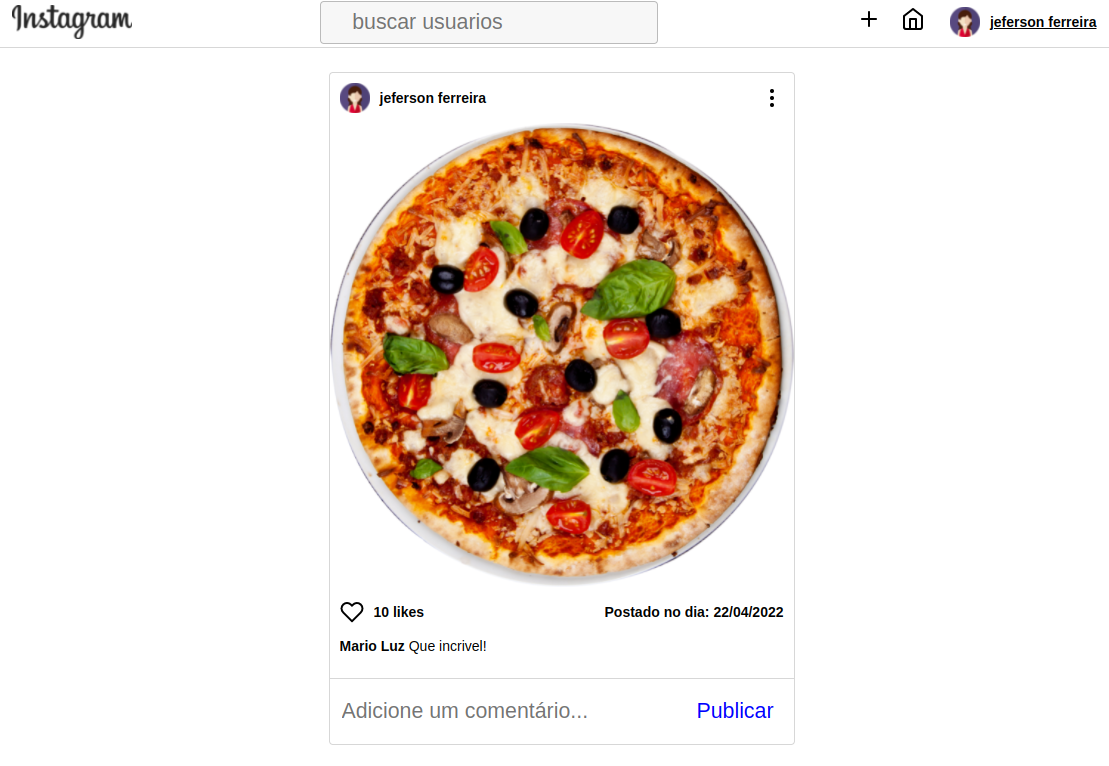 Instagram
buscar usuarios
jeferson ferreira
jeferson ferreira
10 likes
Postado no dia: 22/04/2022
Mario Luz Que incrivel!
Adicione um comentário...
Publicar